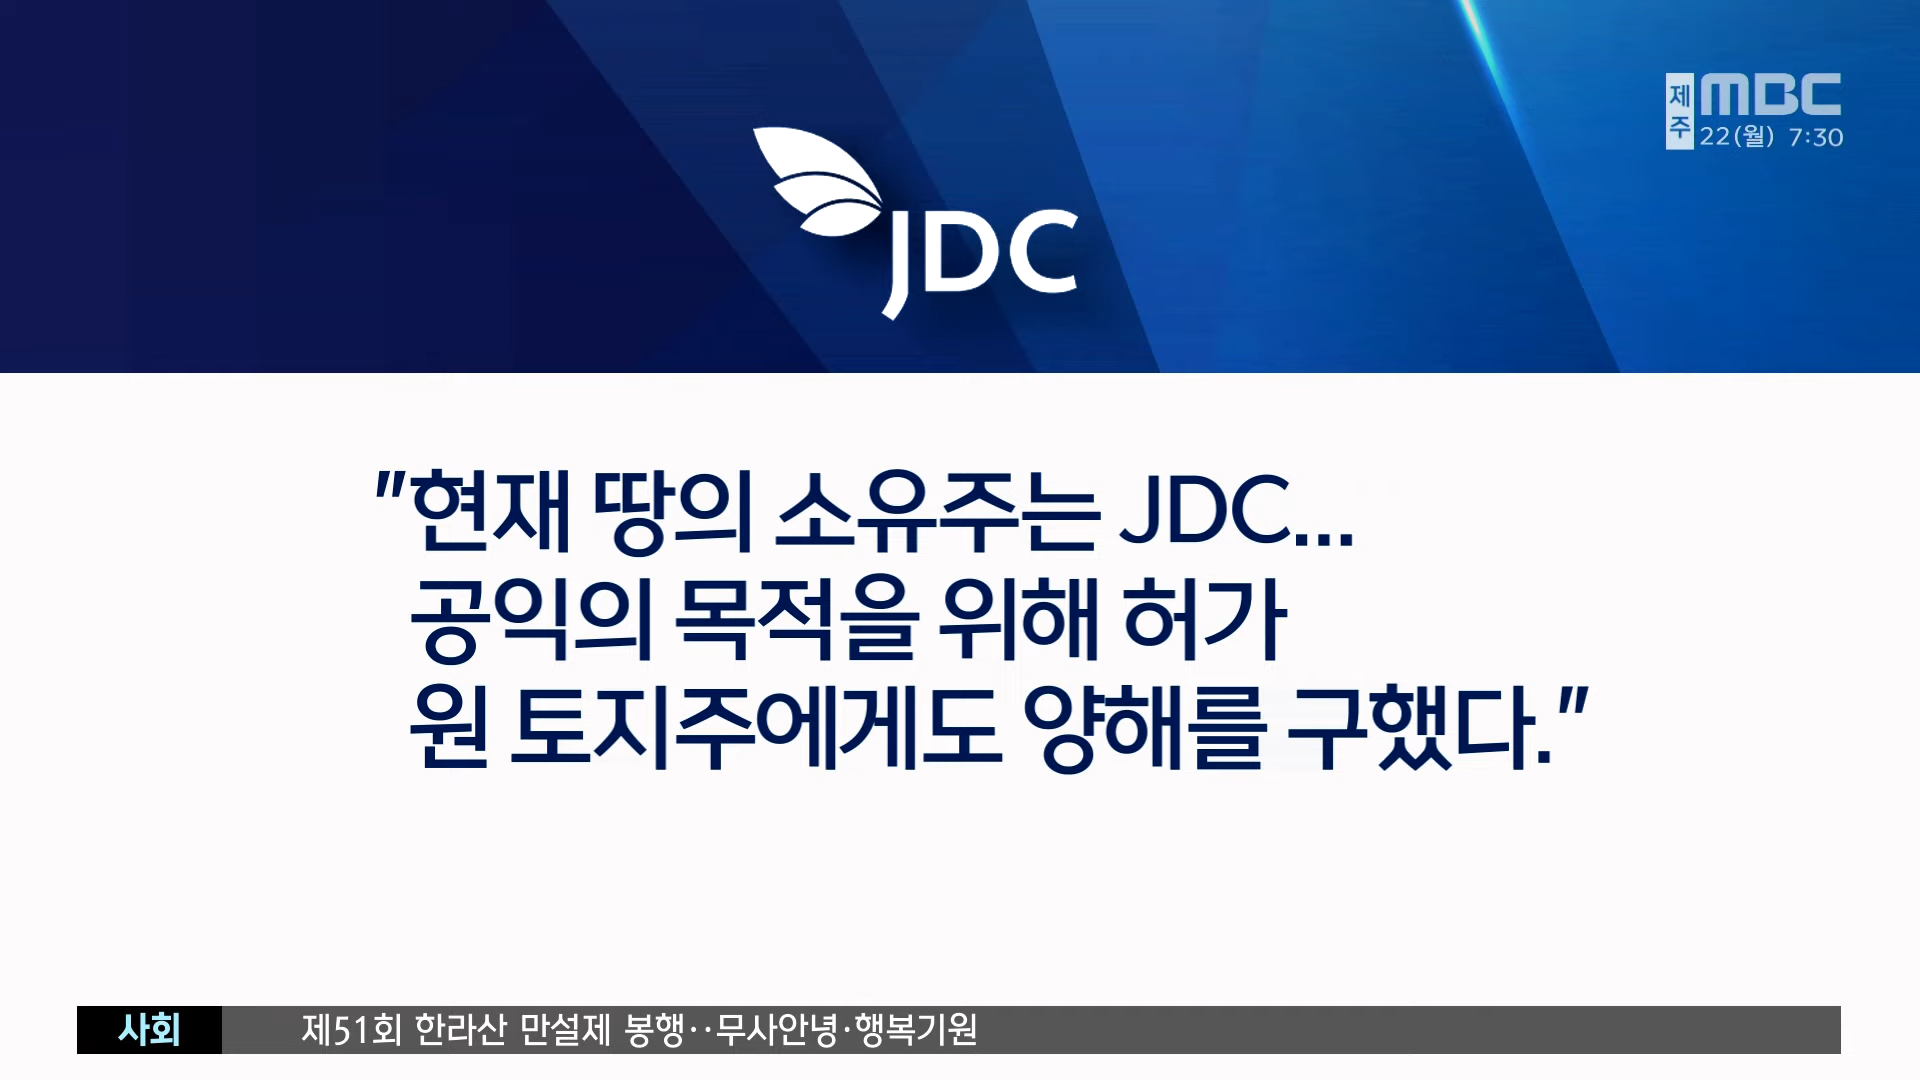 제주
MBC
22(월) 7:30
JDC
"현재 땅의 소유주는 JDC...
공익의 목적을 위해 허가
원 토지주에게도 양해를 구했다."
사회 제51회 한라산 만설제 봉행··무사안녕·행복기원